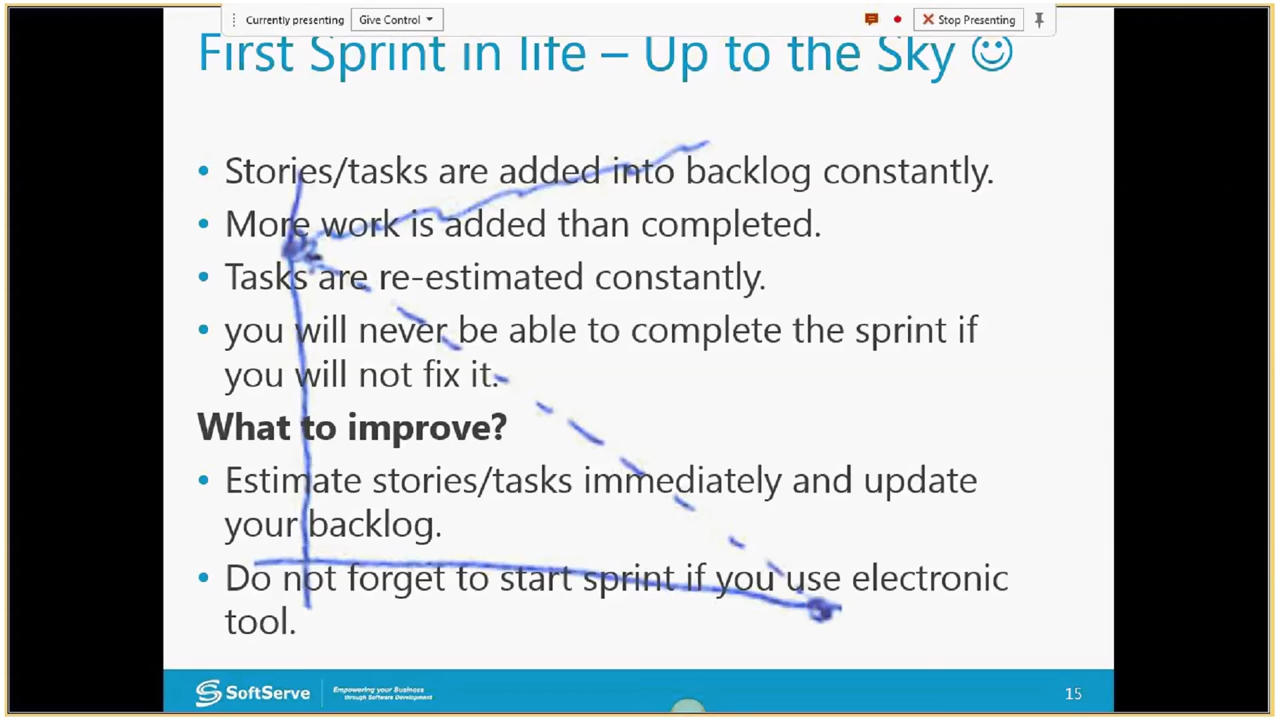 Currently presenting
Give Control
Stop Presenting
First Sprint in life – Up to the Sky ☺
• Stories/tasks are added into backlog constantly.
• More work is added than completed.
• Tasks are re-estimated constantly.
• you will never be able to complete the sprint if
you will not fix it.
What to improve?
• Estimate stories/tasks immediately and update
your backlog.
• Do not forget to start sprint if you use electronic
tool.
SoftServe
Empowering your Business
through Software Development
15